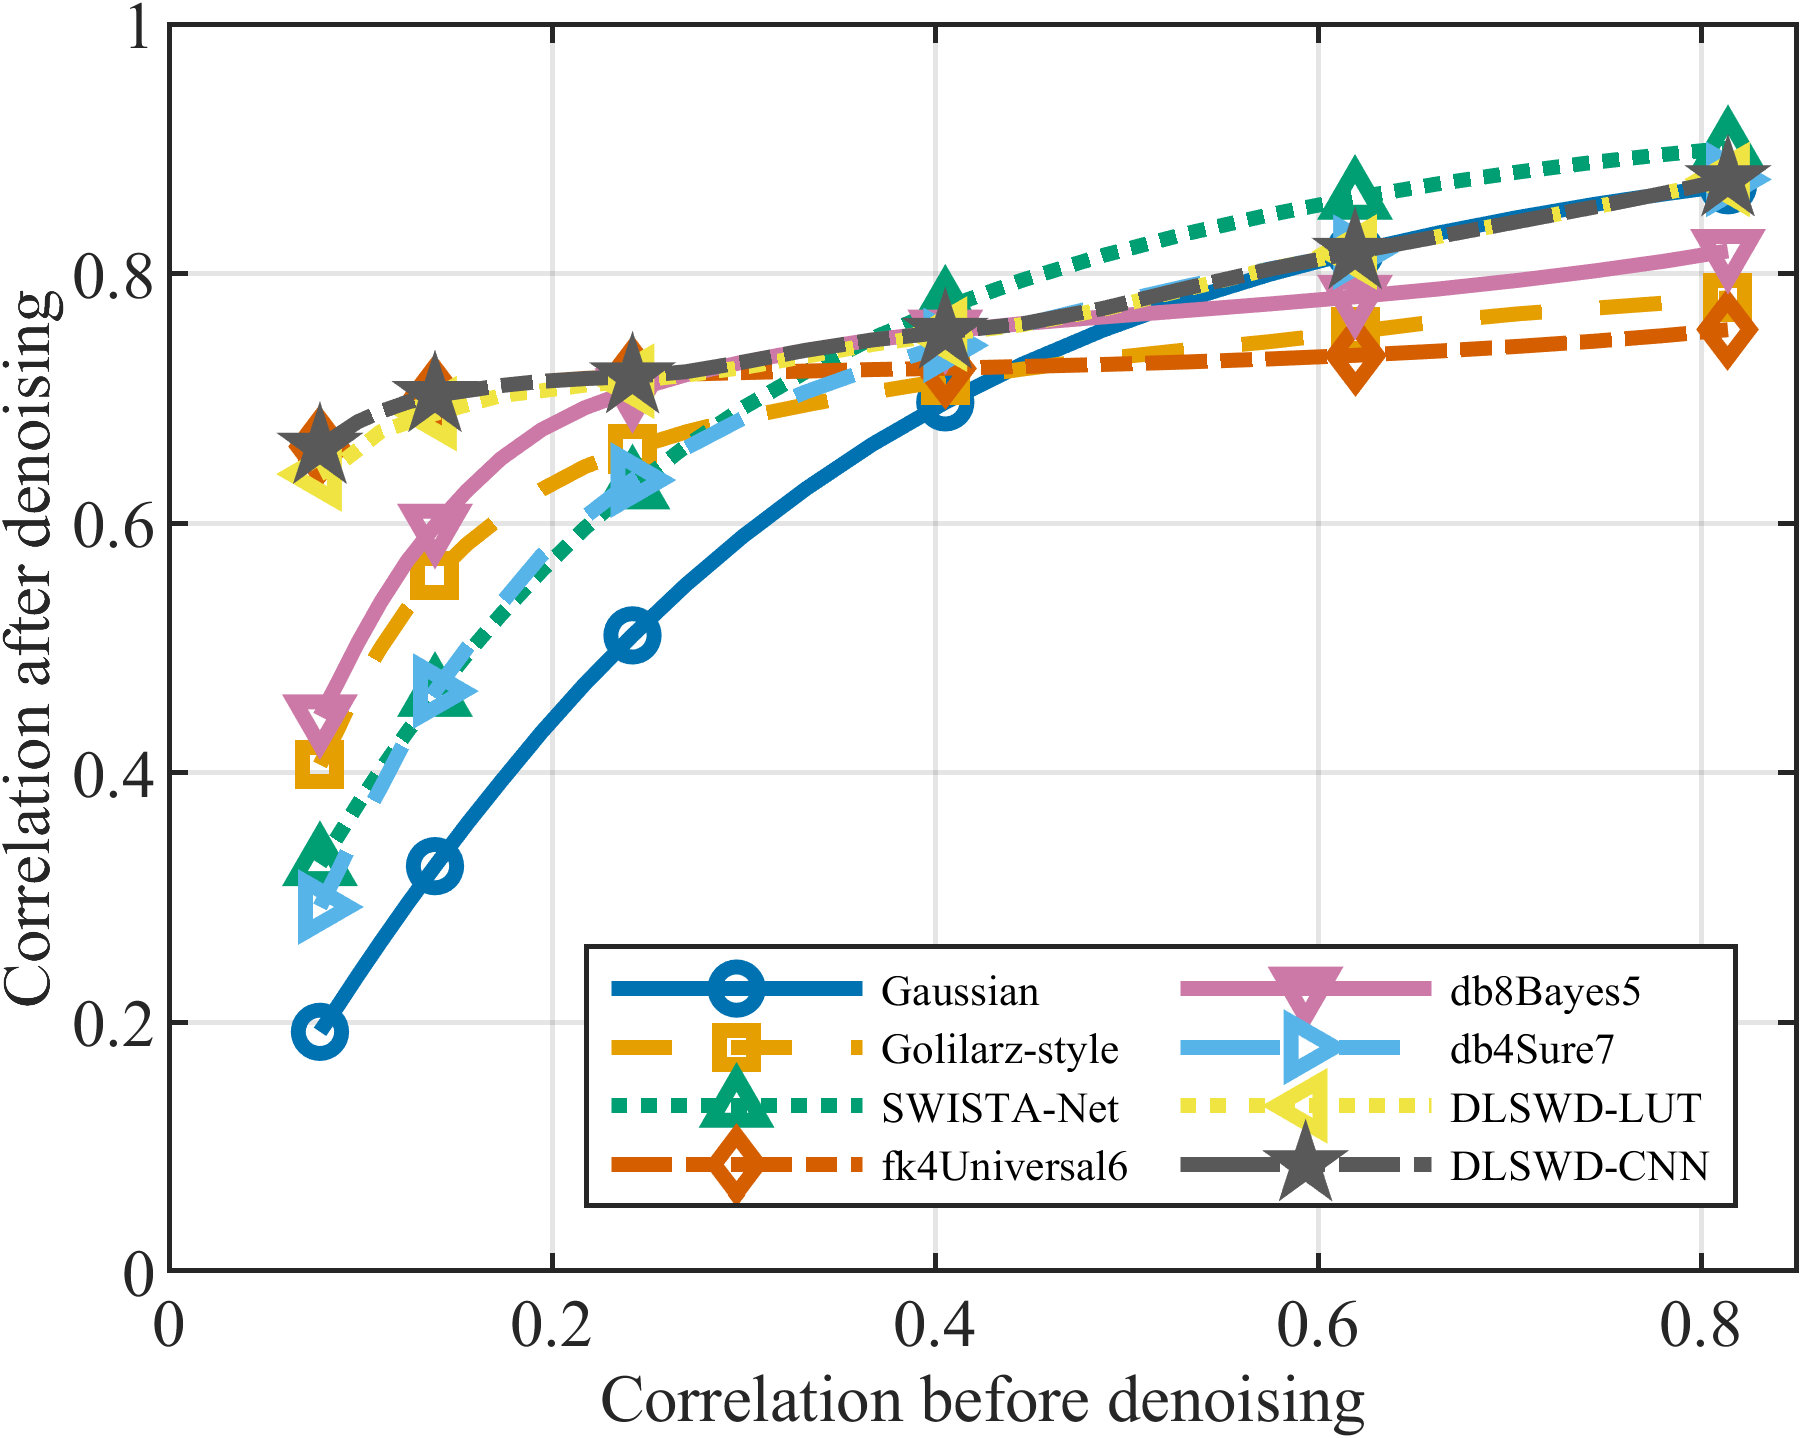 1
0.8
0.6
0.4
0.2
0
0
0.2
0.4
0.6
0.8
Correlation after denoising
Correlation before denoising
Gaussian
Golilarz-style
SWISTA-Net
fk4Universal6
db8Bayes5
db4Sure7
DLSWD-LUT
DLSWD-CNN